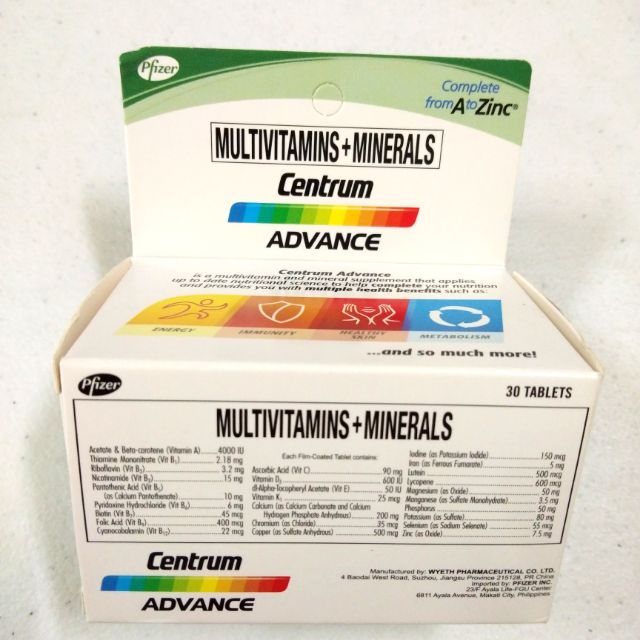 Pfizer
Complete
from A to Zinc®
MULTIVITAMINS+MINERALS
Centrum
ADVANCE
Centrum Advance
is a multivitamin and mineral supplement that applies
up to date nutritional science to help complete your nutrition
and provides you with multiple health benefits such as:
ENERGY
IMMUNITY
HEALTHY
SKIN
METABOLISM
...and so much more!
Pfizer
30 TABLETS
MULTIVITAMINS+MINERALS
Acetate & Beta-carotene (Vitamin A).....4000 IU
Thiamine Mononitrate (Vit B1)..........2.18 mg
Riboflavin (Vit B2)..........3.2 mg
Nicotinamide (Vit B3)..........15 mg
Pantothenic Acid (Vit B5)
(as Calcium Pantothenate)..........10 mg
Pyridoxine Hydrochloride (Vit B6)..........6 mg
Biotin (Vit B7)..........45 mcg
Folic Acid (Vit B9)..........400 mcg
Cyanocobalamin (Vit B12)..........22 mcg
Each Film-Coated Tablet contains:
Ascorbic Acid (Vit C)..........90 mg
Vitamin D3..........600 IU
dl-Alpha-Tocopheryl Acetate (Vit E)..........50 IU
Vitamin K1..........25 mcg
Calcium (as Calcium Carbonate and Calcium
Hydrogen Phosphate Anhydrous)..........200 mg
Chromium (as Chloride)..........35 mcg
Copper (as Sulfate Anhydrous)..........500 mcg
Iodine (as Potassium Iodide)..........150 mcg
Iron (as Ferrous Fumarate)..........5 mg
Lutein..........500 mcg
Lycopene..........600 mcg
Magnesium (as Oxide)..........50 mg
Manganese (as Sulfate Monohydrate)..........3.5 mg
Phosphorus..........50 mg
Potassium (as Sulfate)..........80 mg
Selenium (as Sodium Selenate)..........55 mcg
Zinc (as Oxide)..........7.5 mg
Centrum
ADVANCE
Manufactured by: WYETH PHARMACEUTICAL CO. LTD.
4 Baodai West Road, Suzhou, Jiangsu Province 215128, PR China
Imported by: PFIZER INC.
23/F Ayala Life-FGU Center
6811 Ayala Avenue, Makati City, Philippines